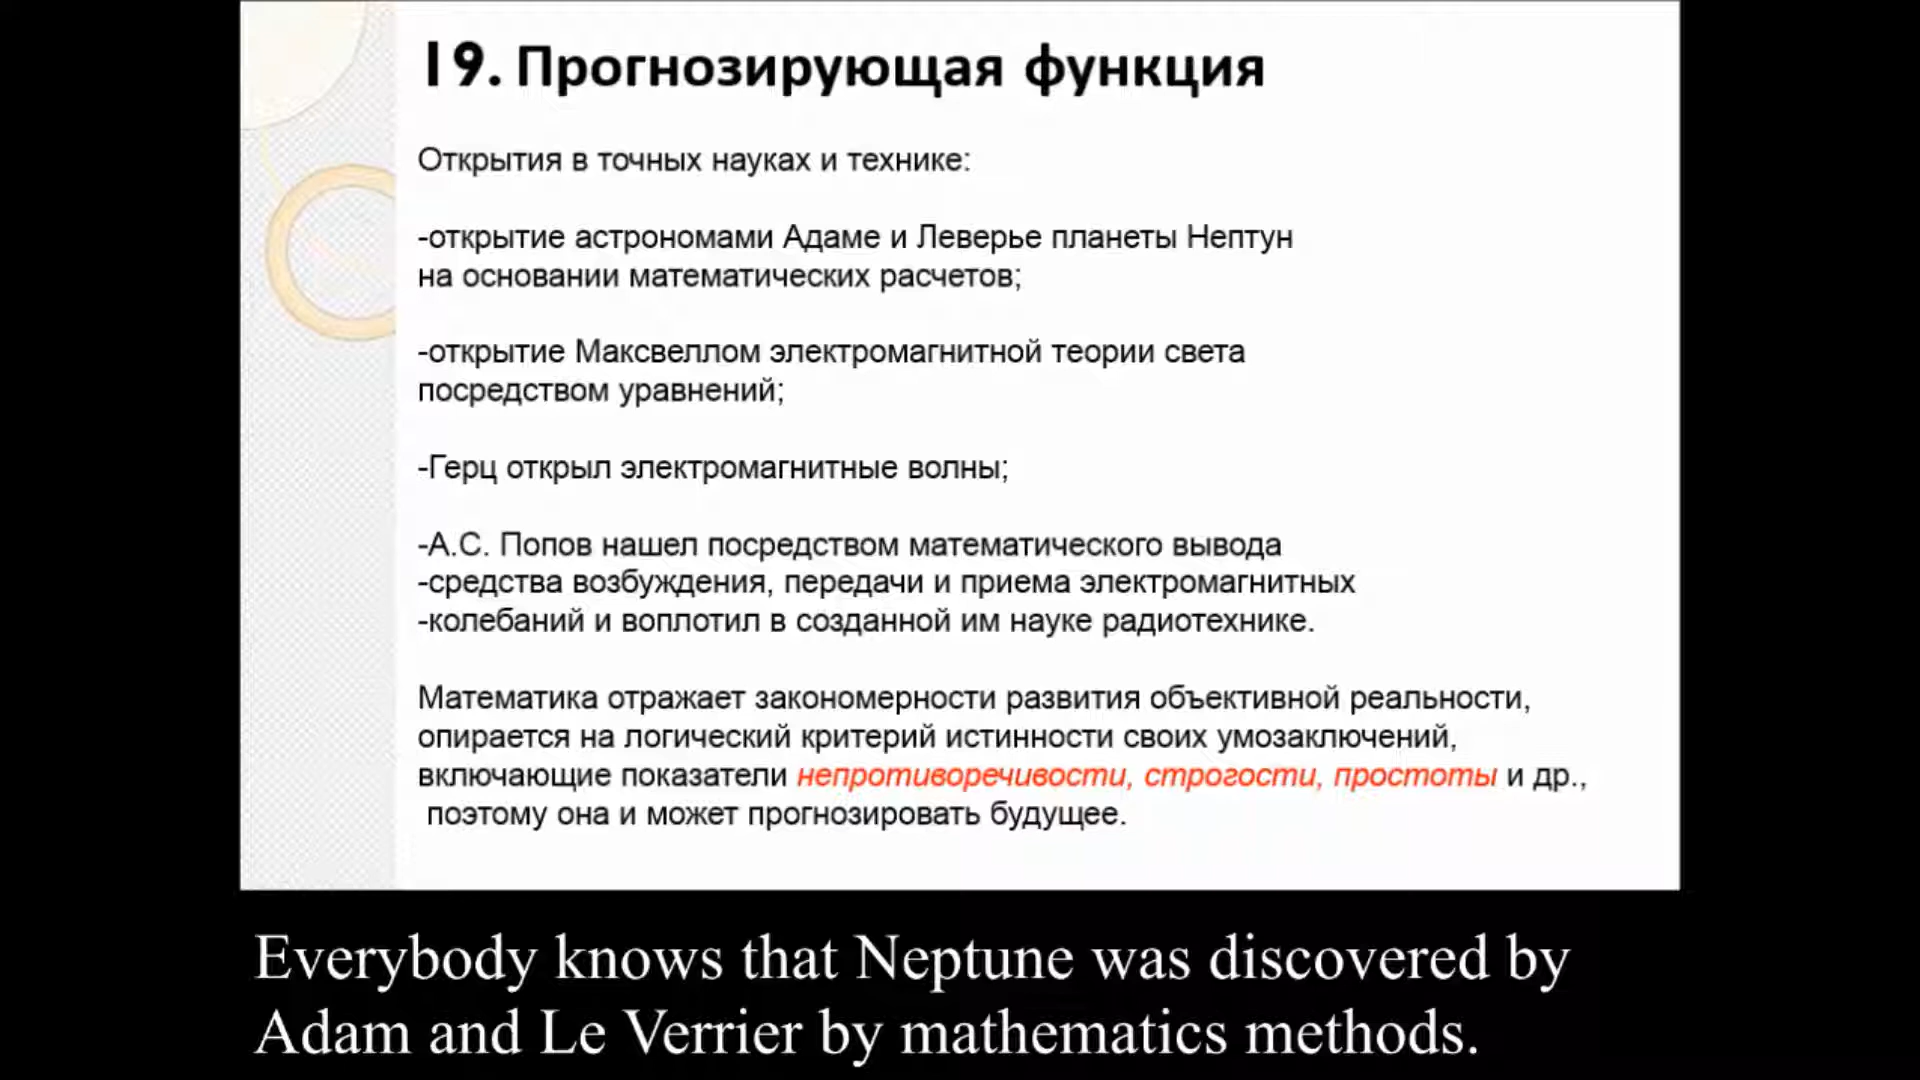 19. Прогнозирующая функция
Открытия в точных науках и технике:
-открытие астрономами Адаме и Леверье планеты Нептун
на основании математических расчетов;
-открытие Максвеллом электромагнитной теории света
посредством уравнений;
-Герц открыл электромагнитные волны;
-А.С. Попов нашел посредством математического вывода
-средства возбуждения, передачи и приема электромагнитных
-колебаний и воплотил в созданной им науке радиотехнике.
Математика отражает закономерности развития объективной реальности,
опирается на логический критерий истинности своих умозаключений,
включающие показатели непротиворечивости, строгости, простоты и др.,
поэтому она и может прогнозировать будущее.
Everybody knows that Neptune was discovered by
Adam and Le Verrier by mathematics methods.